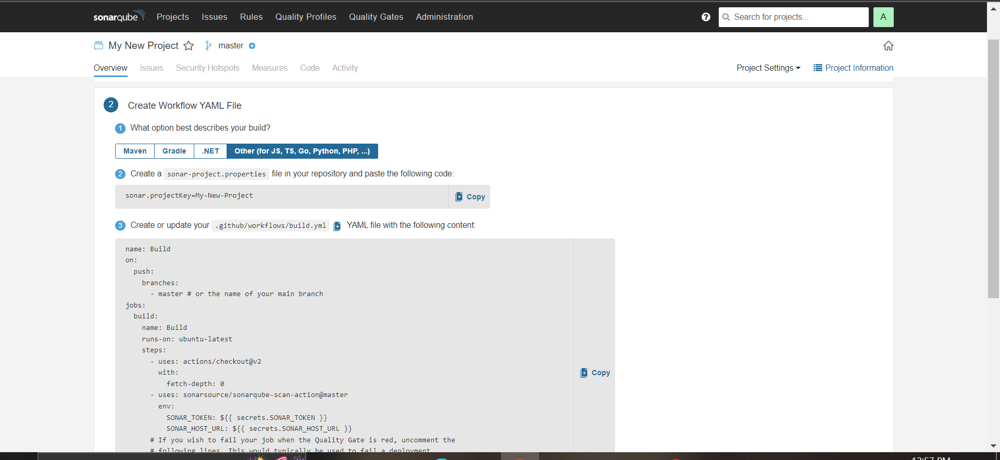 sonarqube Projects Issues Rules Quality Profiles Quality Gates Administration ? Search for projects... A
My New Project master
Overview Issues Security Hotspots Measures Code Activity Project Settings Project Information
2 Create Workflow YAML File
1 What option best describes your build?
Maven Gradle .NET Other (for JS, TS, Go, Python, PHP, ...)
2 Create a sonar-project.properties file in your repository and paste the following code:
sonar.projectKey=My-New-Project Copy
3 Create or update your .github/workflows/build.yml YAML file with the following content:
name: Build
on:
push:
branches:
- master # or the name of your main branch
jobs:
build:
name: Build
runs-on: ubuntu-latest
steps:
- uses: actions/checkout@v2
with:
Copy
fetch-depth: 0
- uses: sonarsource/sonarqube-scan-action@master
env:
SONAR_TOKEN: ${{ secrets.SONAR_TOKEN }}
SONAR_HOST_URL: ${{ secrets.SONAR_HOST_URL }}
# If you wish to fail your job when the Quality Gate is red, uncomment the
# following lines. This would typically be used to fail a deployment.
12:57 PM